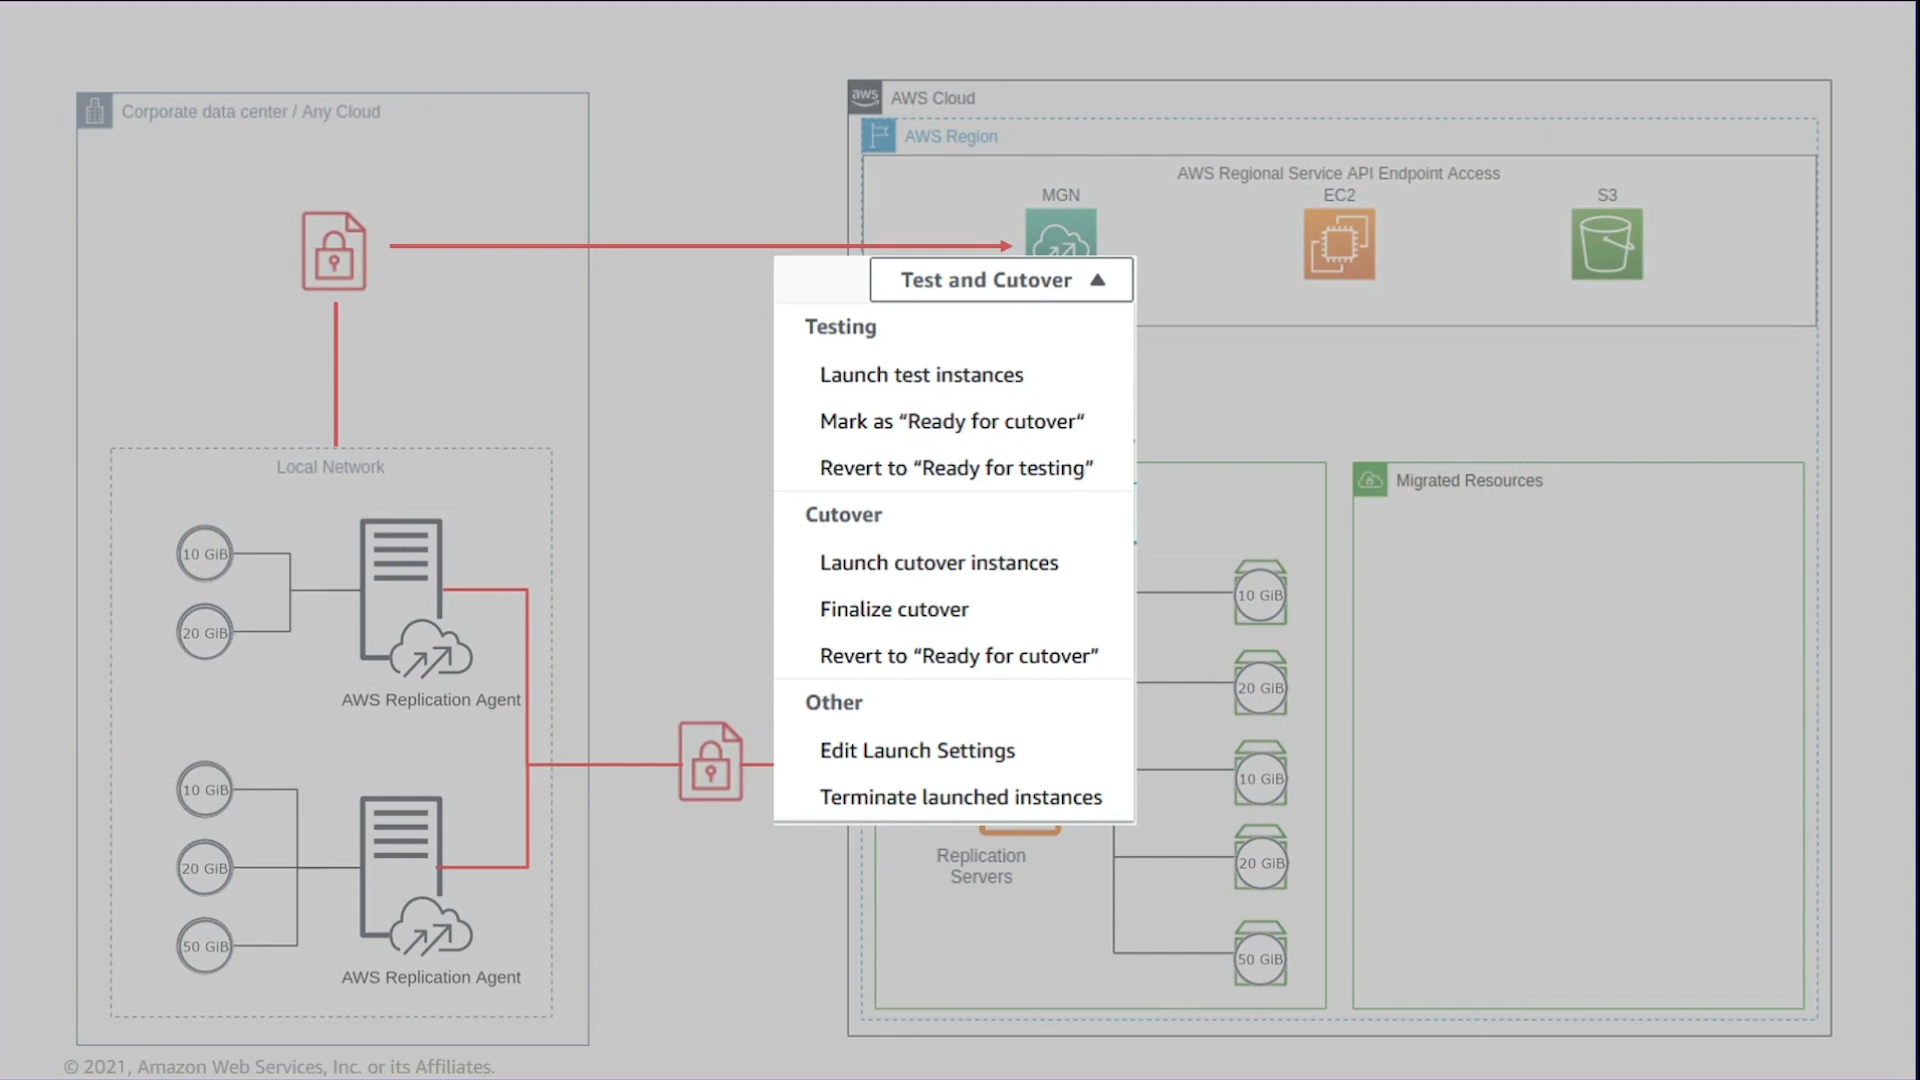 Corporate data center / Any Cloud
aws
AWS Cloud
AWS Region
AWS Regional Service API Endpoint Access
MGN
EC2
S3
Test and Cutover
Testing
Launch test instances
Mark as “Ready for cutover“
Revert to “Ready for testing”
Cutover
Launch cutover instances
Finalize cutover
Revert to “Ready for cutover”
Other
Edit Launch Settings
Terminate launched instances
Local Network
10 GiB
20 GiB
AWS Replication Agent
10 GiB
20 GiB
50 GiB
AWS Replication Agent
Replication
Servers
10 GiB
20 GiB
10 GiB
20 GiB
50 GiB
Migrated Resources
© 2021, Amazon Web Services, Inc. or its Affiliates.